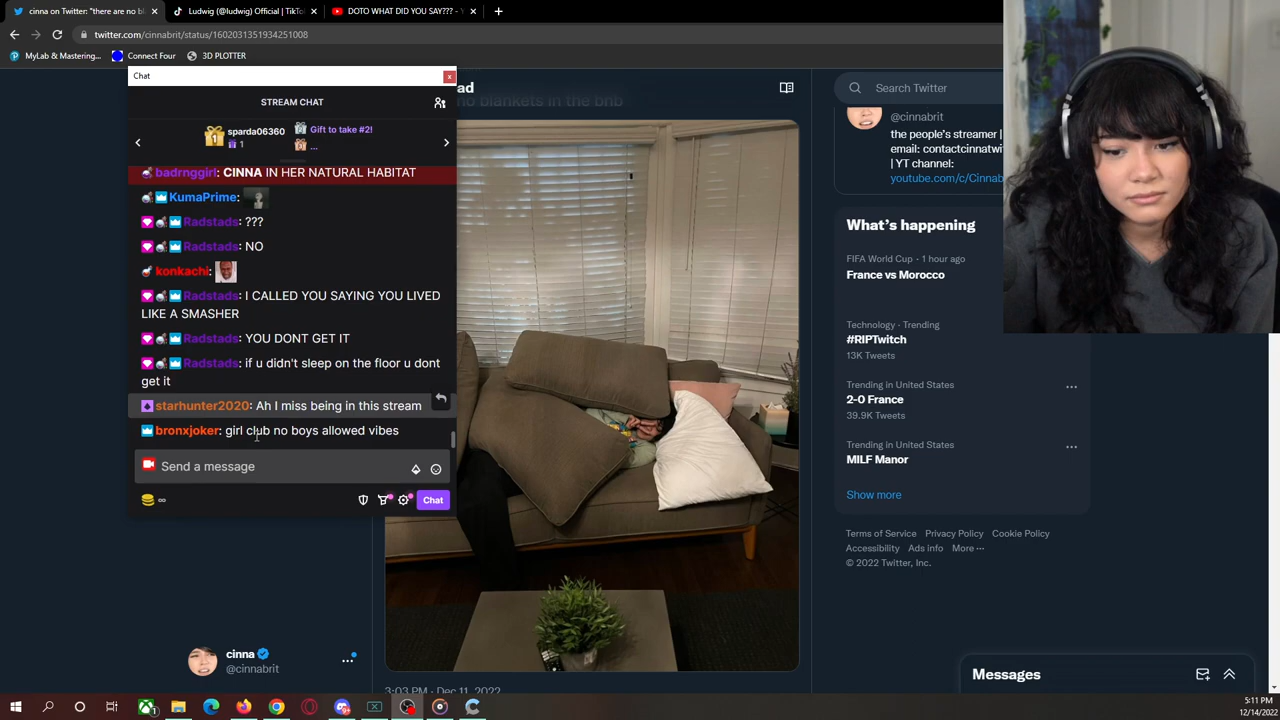 cinna on Twitter: "there are no bl
Ludwig (@ludwig) Official | TikTo
DOTO WHAT DID YOU SAY??? -
twitter.com/cinnabrit/status/1602031351934251008
MyLab & Mastering...
Connect Four
3D PLOTTER
Chat
STREAM CHAT
sparda06360
1
Gift to take #2!
...
badrnggirl: CINNA IN HER NATURAL HABITAT
KumaPrime:
Radstads: ???
Radstads: NO
konkachi:
Radstads: I CALLED YOU SAYING YOU LIVED
LIKE A SMASHER
Radstads: YOU DONT GET IT
Radstads: if u didn't sleep on the floor u dont
get it
starhunter2020: Ah I miss being in this stream
bronxjoker: girl club no boys allowed vibes
Send a message
Chat
ad
no blankets in the bnb
3:03 PM · Dec 11, 2022
cinna
@cinnabrit
Search Twitter
@cinnabrit
the people's streamer |
email: contactcinnatwi
| YT channel:
youtube.com/c/Cinnab
What's happening
FIFA World Cup · 1 hour ago
France vs Morocco
Technology · Trending
#RIPTwitch
13K Tweets
Trending in United States
2-0 France
39.9K Tweets
Trending in United States
MILF Manor
Show more
Terms of Service Privacy Policy Cookie Policy
Accessibility Ads info More ···
© 2022 Twitter, Inc.
Messages
5:11 PM
12/14/2022